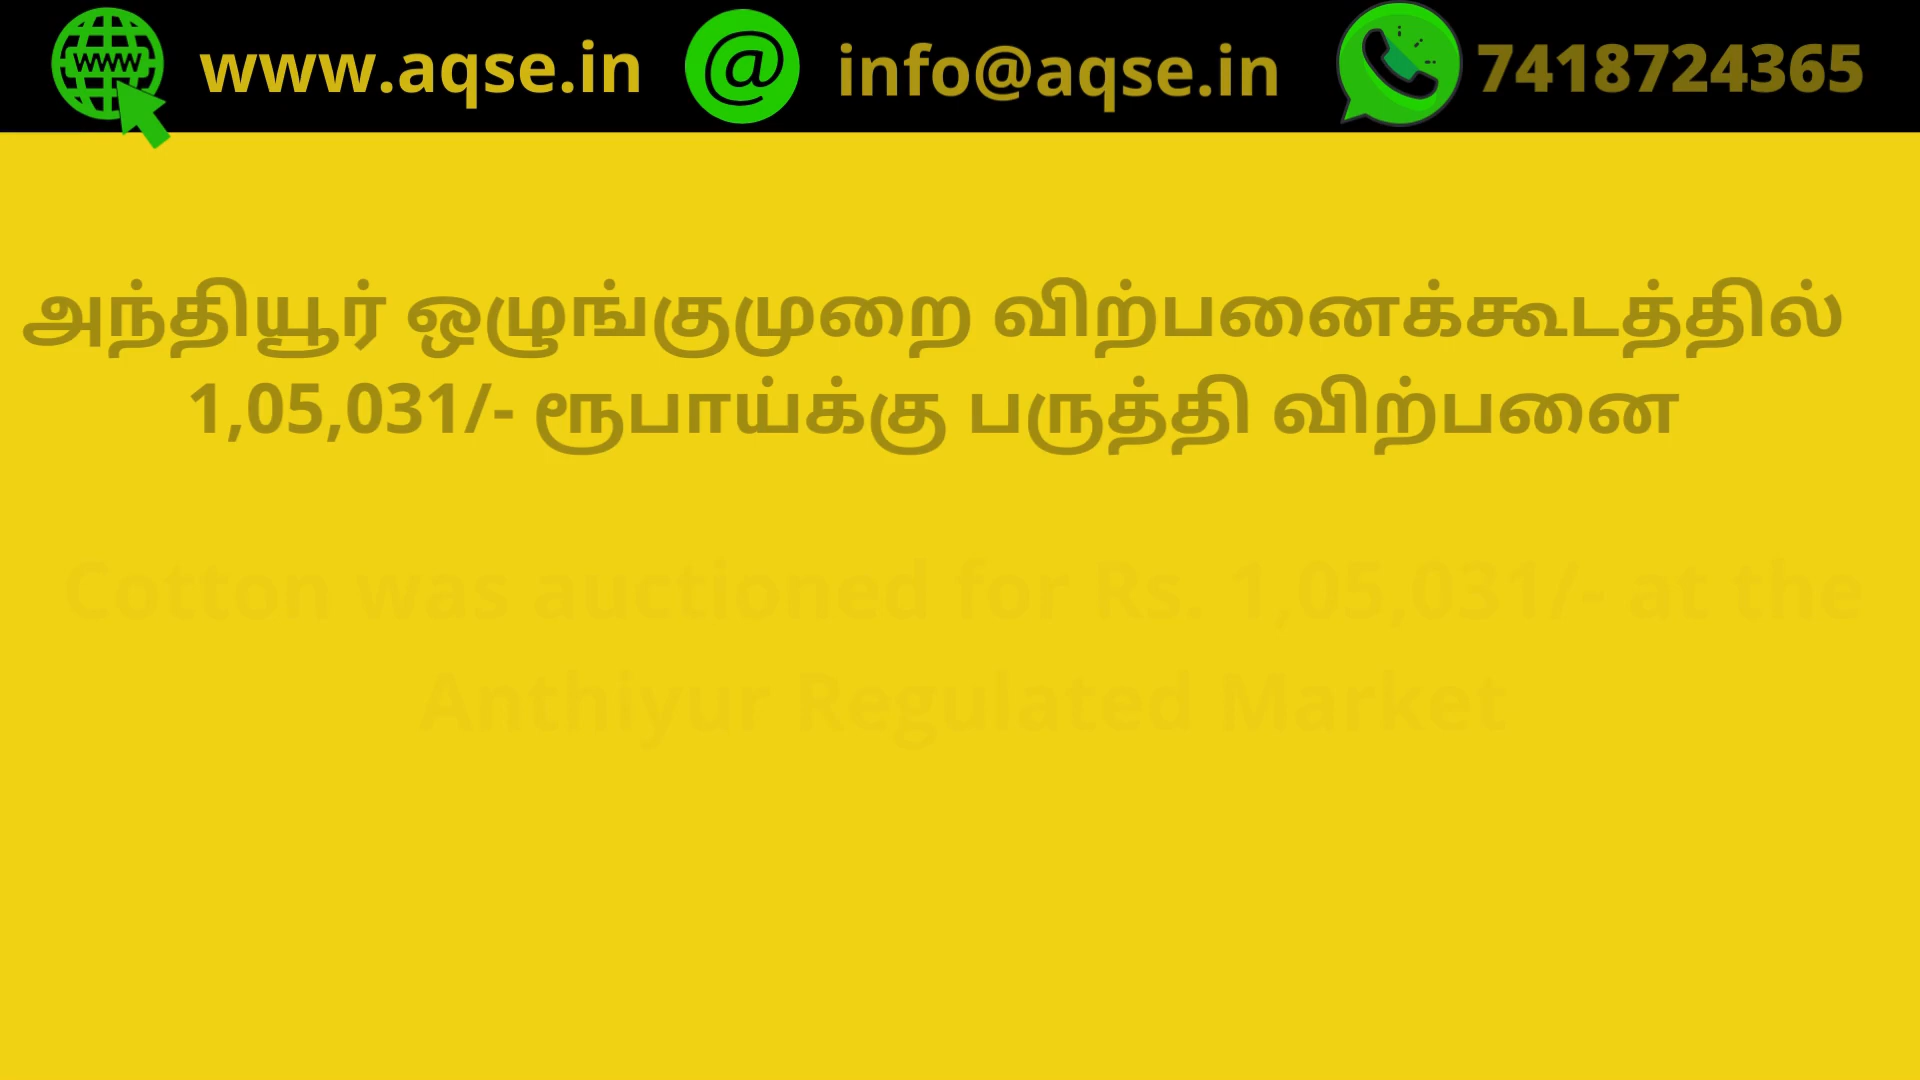 www.aqse.in
info@aqse.in
7418724365
அந்தியூர் ஒழுங்குமுறை விற்பனைக்கூடத்தில்
1,05,031/- ரூபாய்க்கு பருத்தி விற்பனை
Cotton was auctioned for Rs. 1,05,031/- at the
Anthiyur Regulated Market